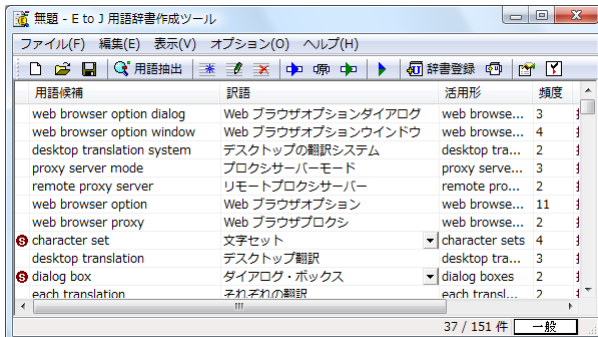 無題 - E to J 用語辞書作成ツール
ファイル(F) 編集(E) 表示(V) オプション(O) ヘルプ(H)
用語抽出 辞書登録
用語候補 訳語 活用形 頻度
web browser option dialog Web ブラウザオプションダイアログ web browse... 3
web browser option window Web ブラウザオプションウインドウ web browse... 4
desktop translation system デスクトップの翻訳システム desktop tra... 2
proxy server mode プロクシサーバーモード proxy serve... 3
remote proxy server リモートプロクシサーバー remote pro... 2
web browser option Web ブラウザオプション web browse... 11
web browser proxy Web ブラウザプロクシ web browse... 2
S character set 文字セット character sets 4
desktop translation デスクトップ翻訳 desktop tra... 3
S dialog box ダイアログ・ボックス dialog boxes 2
each translation それぞれの翻訳 each transl... 2
37 / 151 件 一般